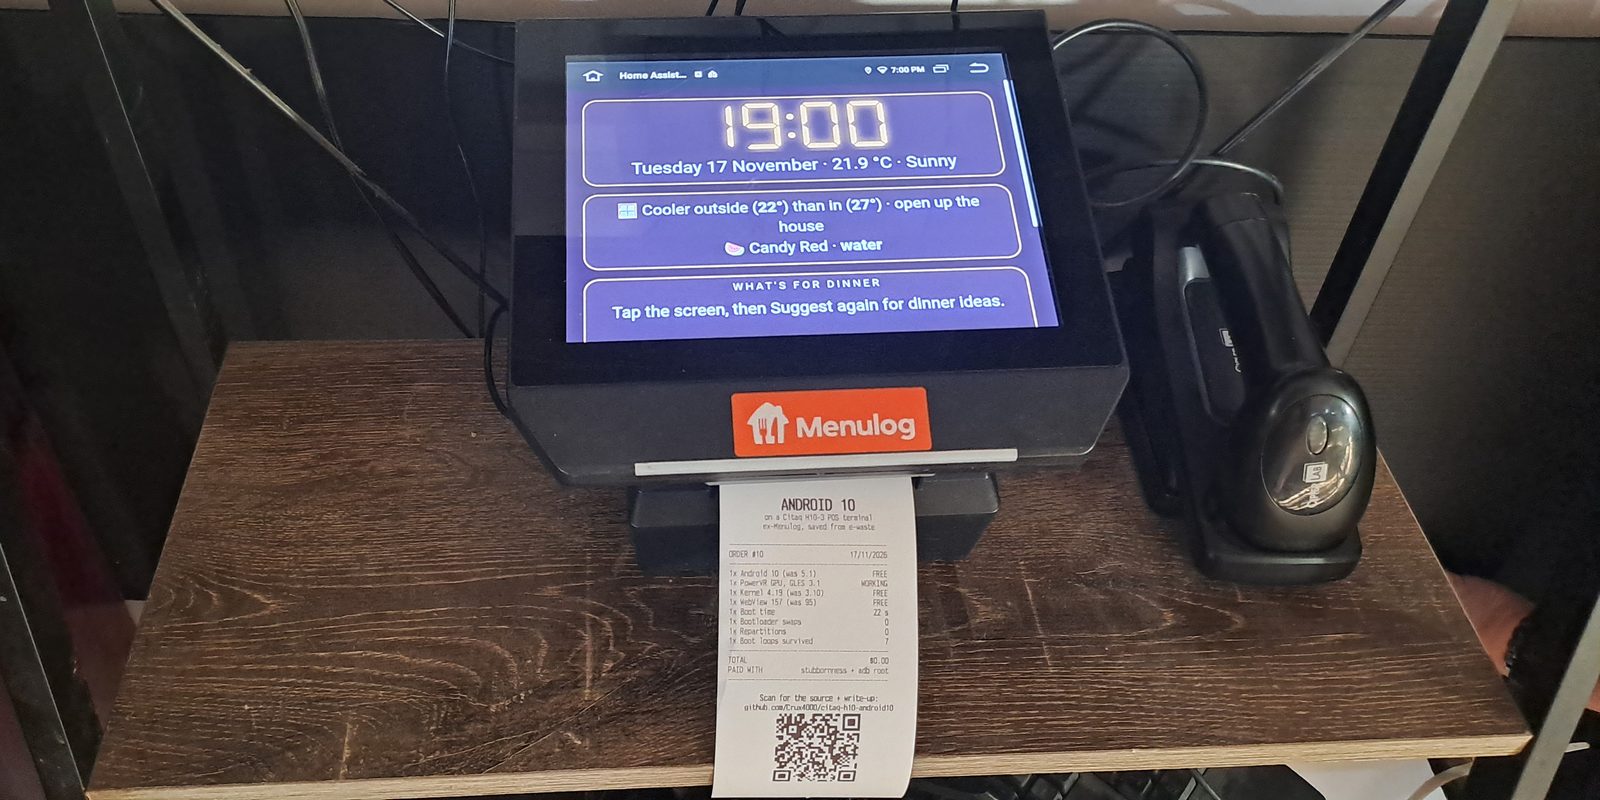 Home Assist...
7:00 PM
19:00
Tuesday 17 November · 21.9 °C · Sunny
Cooler outside (22°) than in (27°) · open up the
house
Candy Red · water
WHAT'S FOR DINNER
Tap the screen, then Suggest again for dinner ideas.
Menulog
ANDROID 10
on a Citaq H10-3 POS terminal
ex-Menulog, saved from e-waste
ORDER #10 17/11/2026
1x Android 10 (was 5.1) FREE
1x PowerVR GPU, GLES 3.1 WORKING
1x Kernel 4.19 (was 3.10) FREE
1x WebView 157 (was 95) FREE
1x Boot time 22 s
1x Bootloader swaps 0
1x Repartitions 0
1x Boot loops survived 7
TOTAL $0.00
PAID WITH stubbornness + adb root
Scan for the source + write-up:
github.com/Crux4000/citaq-h10-android10